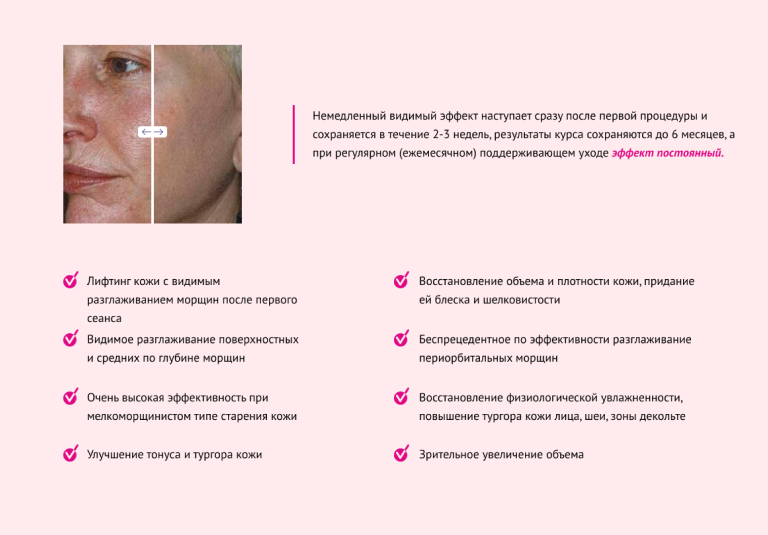 Немедленный видимый эффект наступает сразу после первой процедуры и
сохраняется в течение 2-3 недель, результаты курса сохраняются до 6 месяцев, а
при регулярном (ежемесячном) поддерживающем уходе эффект постоянный.
Лифтинг кожи с видимым
разглаживанием морщин после первого
сеанса
Видимое разглаживание поверхностных
и средних по глубине морщин
Очень высокая эффективность при
мелкоморщинистом типе старения кожи
Улучшение тонуса и тургора кожи
Восстановление объема и плотности кожи, придание
ей блеска и шелковистости
Беспрецедентное по эффективности разглаживание
периорбитальных морщин
Восстановление физиологической увлажненности,
повышение тургора кожи лица, шеи, зоны декольте
Зрительное увеличение объема